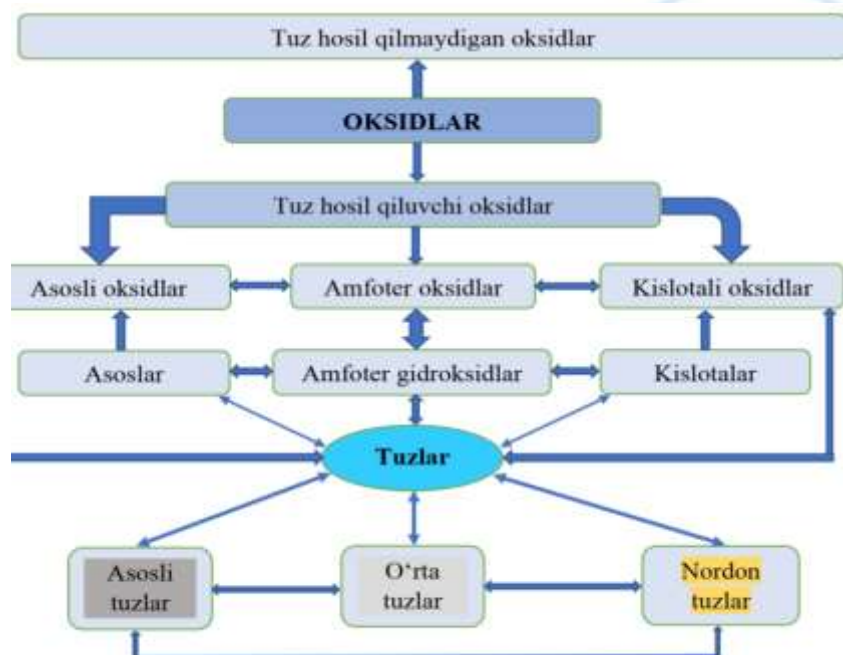 Tuz hosil qilmaydigan oksidlar
OKSIDLAR
Tuz hosil qiluvchi oksidlar
Asosli oksidlar
Amfoter oksidlar
Kislotali oksidlar
Asoslar
Amfoter gidroksidlar
Kislotalar
Tuzlar
Asosli
tuzlar
O‘rta
tuzlar
Nordon
tuzlar